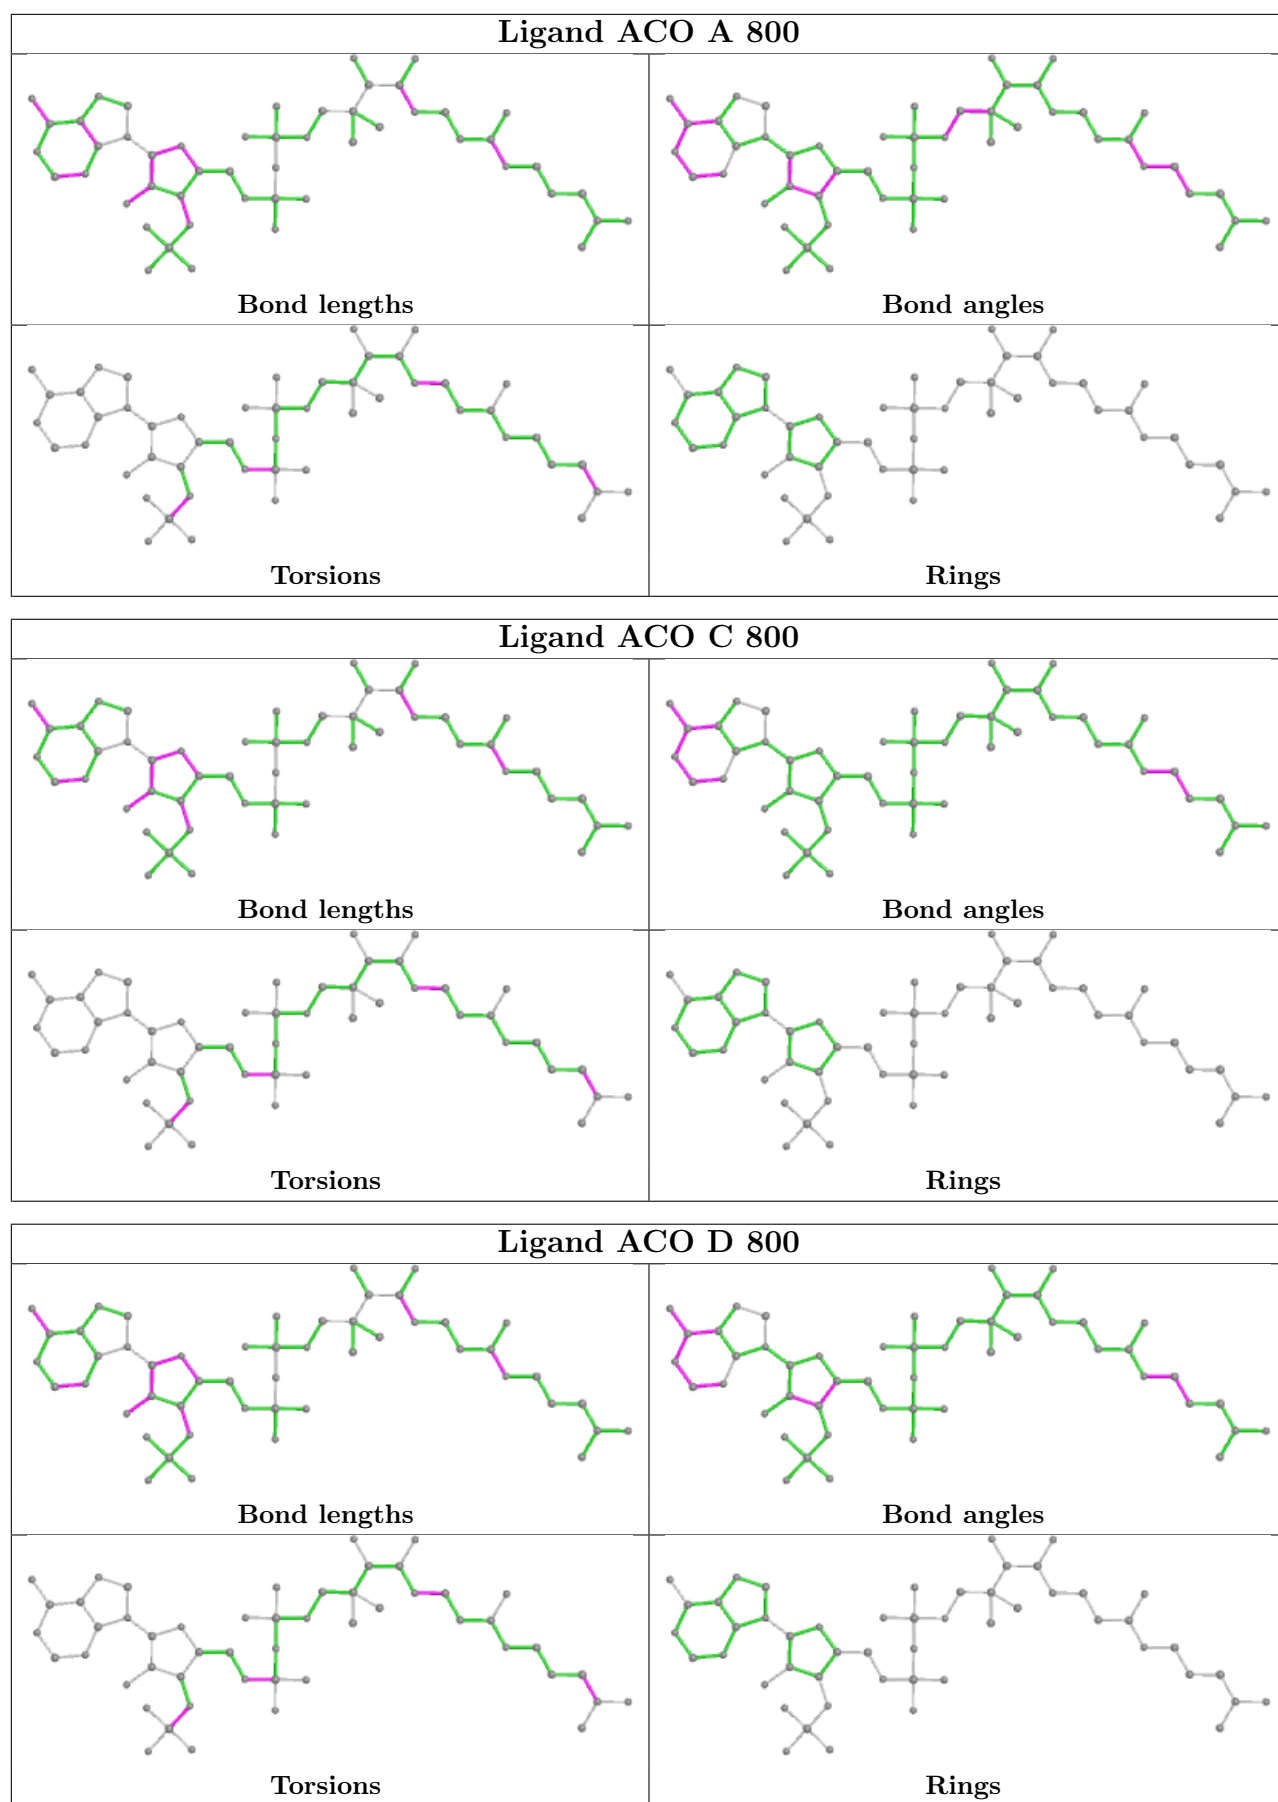 Ligand ACO A 800
Bond lengths
Bond angles
Torsions
Rings
Ligand ACO C 800
Bond lengths
Bond angles
Torsions
Rings
Ligand ACO D 800
Bond lengths
Bond angles
Torsions
Rings